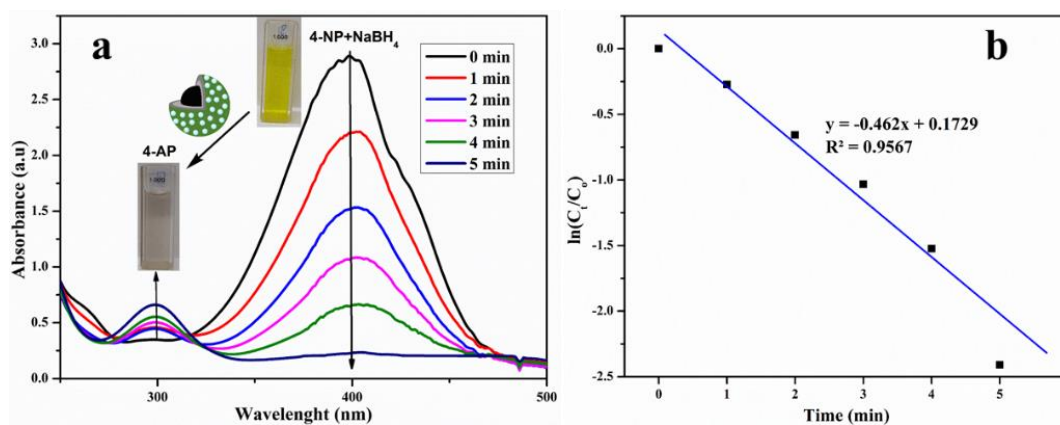 a
4-NP+NaBH4
0 min
1 min
2 min
3 min
4 min
5 min
4-AP
Absorbance (a.u)
3.0
2.5
2.0
1.5
1.0
0.5
0.0
300
400
500
Wavelenght (nm)
b
y = -0.462x + 0.1729
R² = 0.9567
ln(Ct/Co)
0.0
-0.5
-1.0
-1.5
-2.0
-2.5
0
1
2
3
4
5
Time (min)